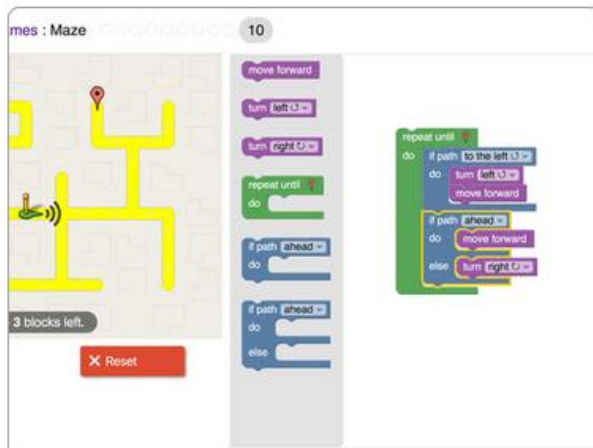 mes : Maze
10
move forward
turn left ↺
turn right ↻
repeat until
do
if path ahead
do
if path ahead
do
else
repeat until
do
if path to the left ↺
do
turn left ↺
move forward
if path ahead
do
move forward
else
turn right ↻
3 blocks left.
X Reset